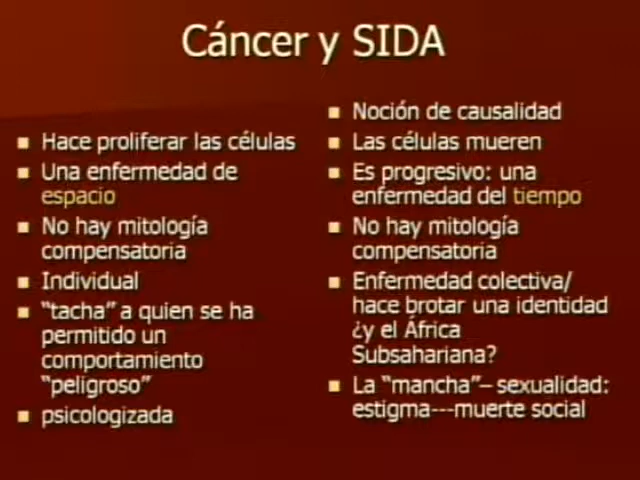 Cáncer y SIDA
Hace proliferar las células
Una enfermedad de
espacio
No hay mitología
compensatoria
Individual
“tacha” a quien se ha
permitido un
comportamiento
“peligroso”
psicologizada
Noción de causalidad
Las células mueren
Es progresivo: una
enfermedad del tiempo
No hay mitología
compensatoria
Enfermedad colectiva/
hace brotar una identidad
¿y el África
Subsahariana?
La “mancha”– sexualidad:
estigma---muerte social